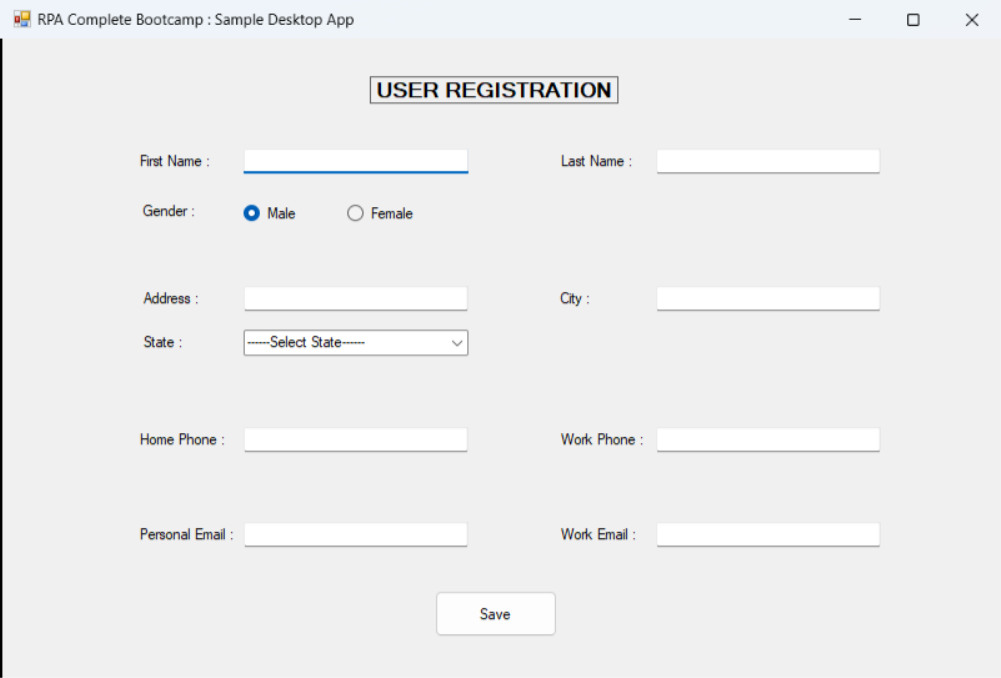 RPA Complete Bootcamp : Sample Desktop App
USER REGISTRATION
First Name :
Last Name :
Gender :
Male
Female
Address :
City :
State :
------Select State------
Home Phone :
Work Phone :
Personal Email :
Work Email :
Save